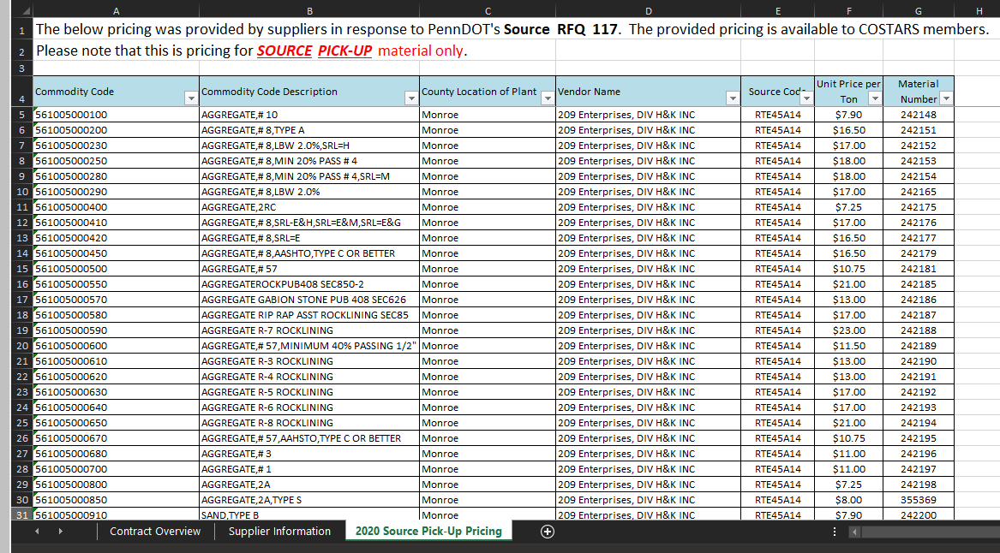 A B C D E F G H
1 The below pricing was provided by suppliers in response to PennDOT's Source RFQ 117. The provided pricing is available to COSTARS members.
2 Please note that this is pricing for SOURCE PICK-UP material only.
3
4 Commodity Code Commodity Code Description County Location of Plant Vendor Name Source Code Unit Price per Ton Material Number
5 561005000100 AGGREGATE,# 10 Monroe 209 Enterprises, DIV H&K INC RTE45A14 $7.90 242148
6 561005000200 AGGREGATE,# 8,TYPE A Monroe 209 Enterprises, DIV H&K INC RTE45A14 $16.50 242151
7 561005000230 AGGREGATE,# 8,LBW 2.0%,SRL=H Monroe 209 Enterprises, DIV H&K INC RTE45A14 $17.00 242152
8 561005000250 AGGREGATE,# 8,MIN 20% PASS # 4 Monroe 209 Enterprises, DIV H&K INC RTE45A14 $18.00 242153
9 561005000280 AGGREGATE,# 8,MIN 20% PASS # 4,SRL=M Monroe 209 Enterprises, DIV H&K INC RTE45A14 $18.00 242154
10 561005000290 AGGREGATE,# 8,LBW 2.0% Monroe 209 Enterprises, DIV H&K INC RTE45A14 $17.00 242165
11 561005000400 AGGREGATE,2RC Monroe 209 Enterprises, DIV H&K INC RTE45A14 $7.25 242175
12 561005000410 AGGREGATE,# 8,SRL-E&H,SRL=E&M,SRL=E&G Monroe 209 Enterprises, DIV H&K INC RTE45A14 $17.00 242176
13 561005000420 AGGREGATE,# 8,SRL=E Monroe 209 Enterprises, DIV H&K INC RTE45A14 $16.50 242177
14 561005000450 AGGREGATE,# 8,AASHTO,TYPE C OR BETTER Monroe 209 Enterprises, DIV H&K INC RTE45A14 $16.50 242179
15 561005000500 AGGREGATE,# 57 Monroe 209 Enterprises, DIV H&K INC RTE45A14 $10.75 242181
16 561005000550 AGGREGATEROCKPUB408 SEC850-2 Monroe 209 Enterprises, DIV H&K INC RTE45A14 $21.00 242185
17 561005000570 AGGREGATE GABION STONE PUB 408 SEC626 Monroe 209 Enterprises, DIV H&K INC RTE45A14 $13.00 242186
18 561005000580 AGGREGATE RIP RAP ASST ROCKLINING SEC85 Monroe 209 Enterprises, DIV H&K INC RTE45A14 $17.00 242187
19 561005000590 AGGREGATE R-7 ROCKLINING Monroe 209 Enterprises, DIV H&K INC RTE45A14 $23.00 242188
20 561005000600 AGGREGATE,# 57,MINIMUM 40% PASSING 1/2" Monroe 209 Enterprises, DIV H&K INC RTE45A14 $11.50 242189
21 561005000610 AGGREGATE R-3 ROCKLINING Monroe 209 Enterprises, DIV H&K INC RTE45A14 $13.00 242190
22 561005000620 AGGREGATE R-4 ROCKLINING Monroe 209 Enterprises, DIV H&K INC RTE45A14 $13.00 242191
23 561005000630 AGGREGATE R-5 ROCKLINING Monroe 209 Enterprises, DIV H&K INC RTE45A14 $17.00 242192
24 561005000640 AGGREGATE R-6 ROCKLINING Monroe 209 Enterprises, DIV H&K INC RTE45A14 $17.00 242193
25 561005000650 AGGREGATE R-8 ROCKLINING Monroe 209 Enterprises, DIV H&K INC RTE45A14 $21.00 242194
26 561005000670 AGGREGATE,# 57,AAHSTO,TYPE C OR BETTER Monroe 209 Enterprises, DIV H&K INC RTE45A14 $10.75 242195
27 561005000680 AGGREGATE,# 3 Monroe 209 Enterprises, DIV H&K INC RTE45A14 $11.00 242196
28 561005000700 AGGREGATE,# 1 Monroe 209 Enterprises, DIV H&K INC RTE45A14 $11.00 242197
29 561005000800 AGGREGATE,2A Monroe 209 Enterprises, DIV H&K INC RTE45A14 $7.25 242198
30 561005000850 AGGREGATE,2A,TYPE S Monroe 209 Enterprises, DIV H&K INC RTE45A14 $8.00 355369
31 561005000910 SAND,TYPE B Monroe 209 Enterprises, DIV H&K INC RTE45A14 $7.90 242200
Contract Overview Supplier Information 2020 Source Pick-Up Pricing